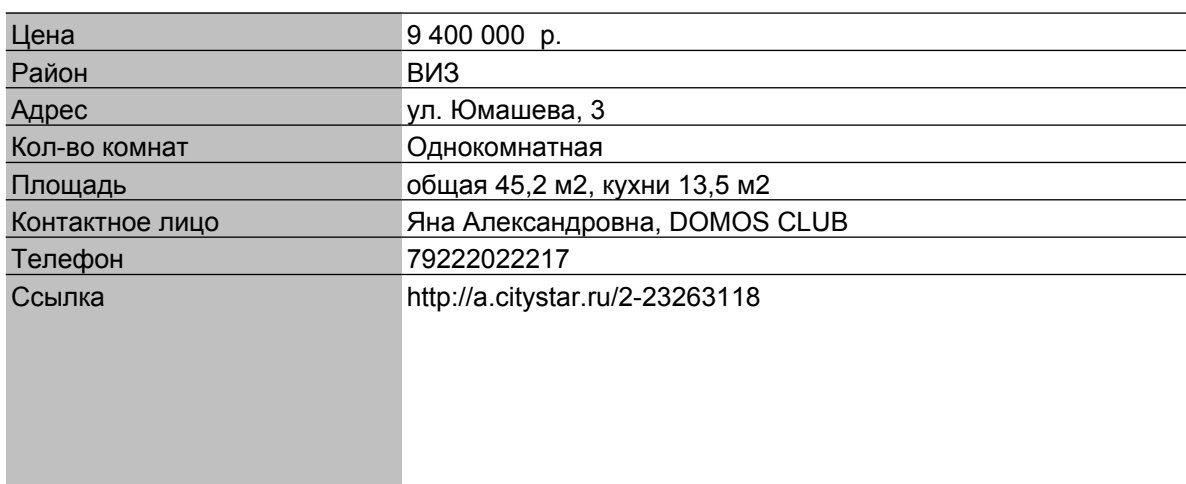 Цена 9 400 000 р.
Район ВИЗ
Адрес ул. Юмашева, 3
Кол-во комнат Однокомнатная
Площадь общая 45,2 м2, кухни 13,5 м2
Контактное лицо Яна Александровна, DOMOS CLUB
Телефон 79222022217
Ссылка http://a.citystar.ru/2-23263118